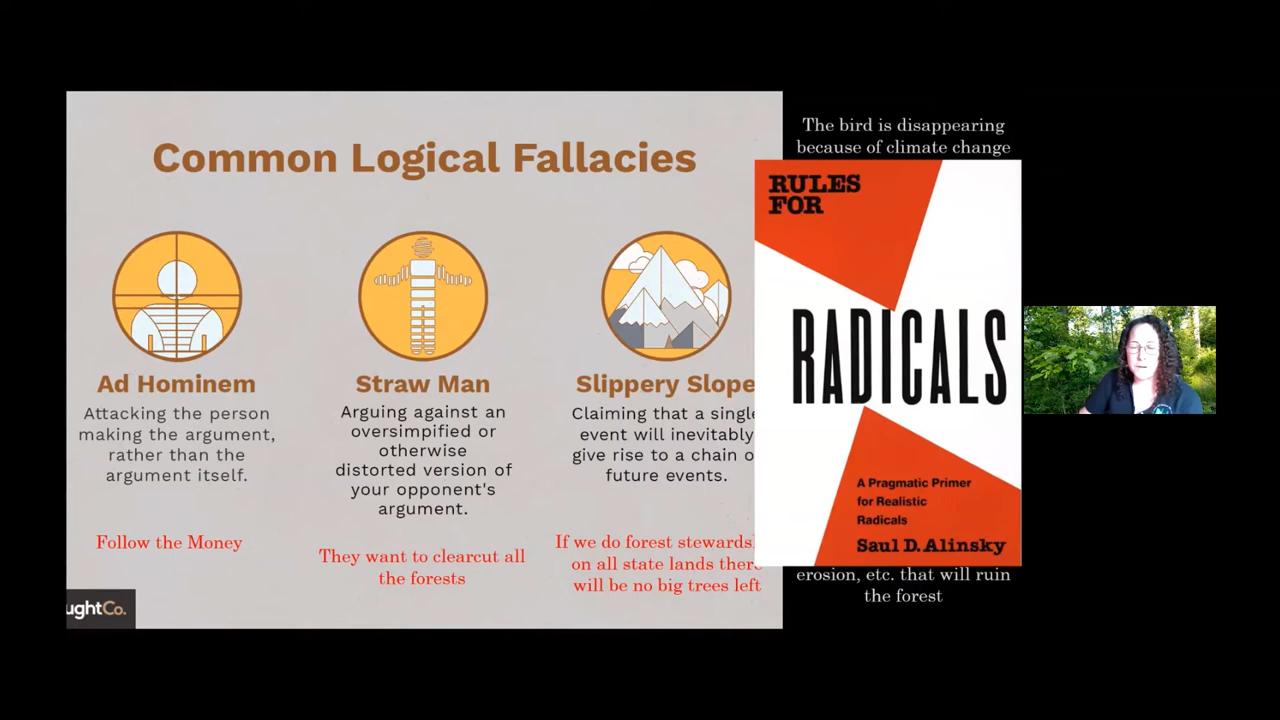 Common Logical Fallacies
Ad Hominem
Attacking the person
making the argument,
rather than the
argument itself.
Follow the Money
Straw Man
Arguing against an
oversimpified or
otherwise
distorted version of
your opponent's
argument.
They want to clearcut all
the forests
Slippery Slope
Claiming that a single
event will inevitably
give rise to a chain o
future events.
If we do forest stewards
on all state lands there
will be no big trees left
ughtCo.
The bird is disappearing
because of climate change
RULES
FOR
RADICALS
A Pragmatic Primer
for Realistic
Radicals
Saul D. Alinsky
erosion, etc. that will ruin
the forest